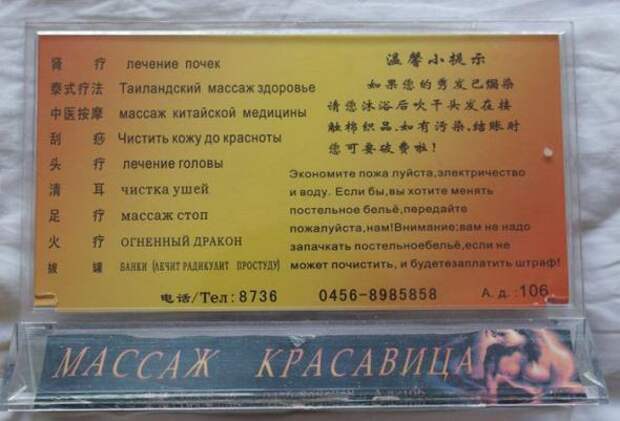 肾 疗 лечение почек
泰式疗法 Таиландский массаж здоровье
中医按摩 массаж китайской медицины
刮 痧 Чистить кожу до красноты
头 疗 лечение головы
清 耳 чистка ушей
足 疗 массаж стоп
火 疗 ОГНЕННЫЙ ДРАКОН
拔 罐 БАНКИ (ЛЕЧИТ РАДИКУЛИТ ПРОСТУДУ)
温馨小提示
如果您的秀发已焗染
请您沐浴后吹干头发在接
触棉织品.如有污染,结账时
您可要破费啦!
Экономите пожа луйста,электричество
и воду. Если бы,вы хотите менять
постельное бельё,передайте
пожалуйста,нам!Внимание:вам не надо
запачкать постельноебельё,если не
может почистить, и будетезаплатить штраф!
电话/Тел: 8736 0456-8985858 А. д. :106
МАССАЖ КРАСАВИЦА